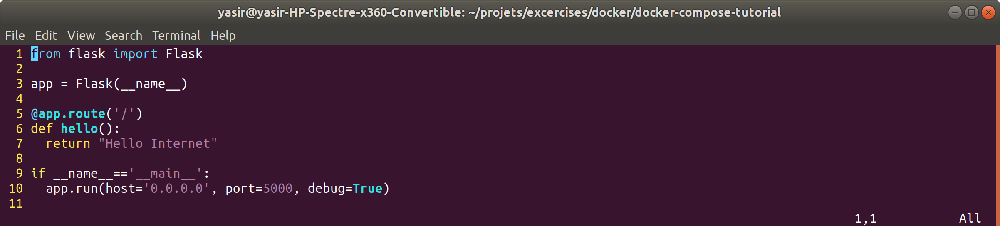 yasir@yasir-HP-Spectre-x360-Convertible: ~/projets/excercises/docker/docker-compose-tutorial
File Edit View Search Terminal Help
1 from flask import Flask
2
3 app = Flask(__name__)
4
5 @app.route('/')
6 def hello():
7   return "Hello Internet"
8
9 if __name__=='__main__':
10   app.run(host='0.0.0.0', port=5000, debug=True)
11
1,1 All